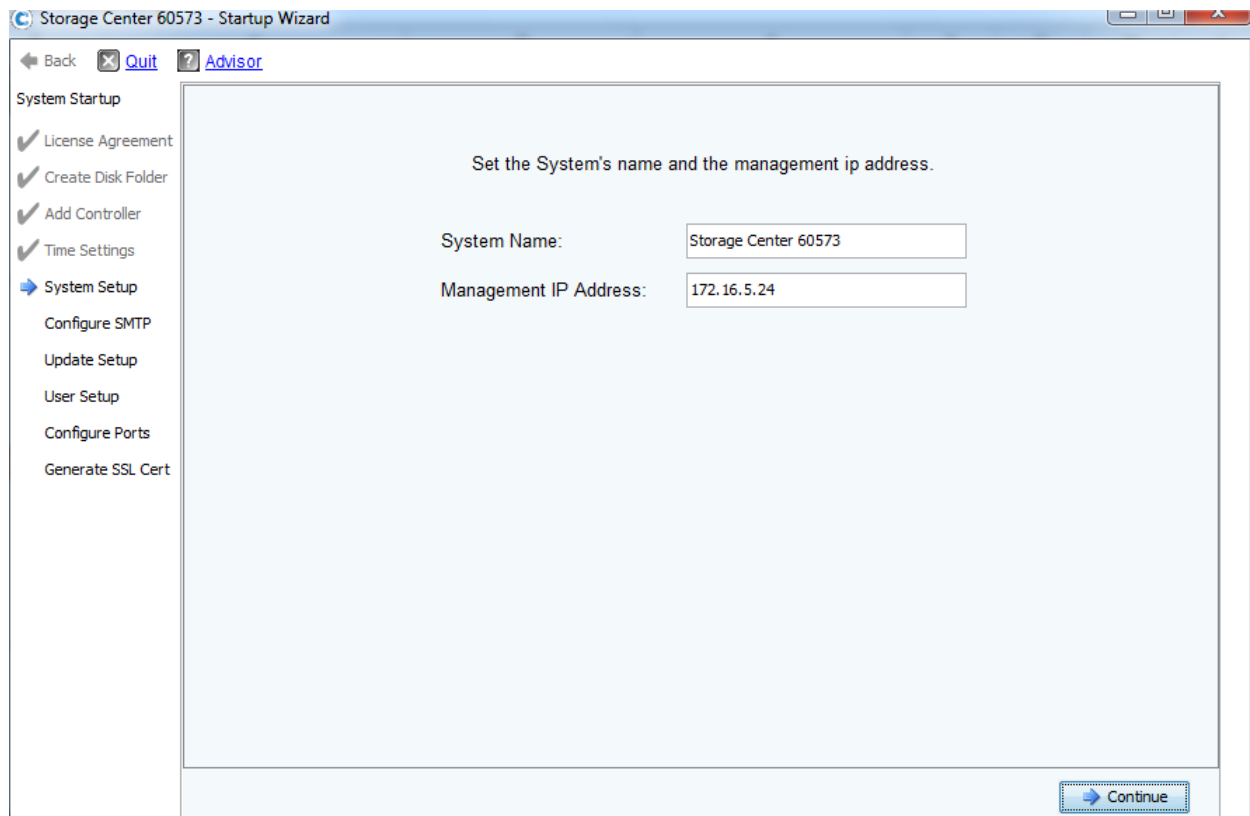 Storage Center 60573 - Startup Wizard
Back Quit Advisor
System Startup
License Agreement
Create Disk Folder
Add Controller
Time Settings
System Setup
Configure SMTP
Update Setup
User Setup
Configure Ports
Generate SSL Cert
Set the System's name and the management ip address.
System Name: Storage Center 60573
Management IP Address: 172.16.5.24
Continue